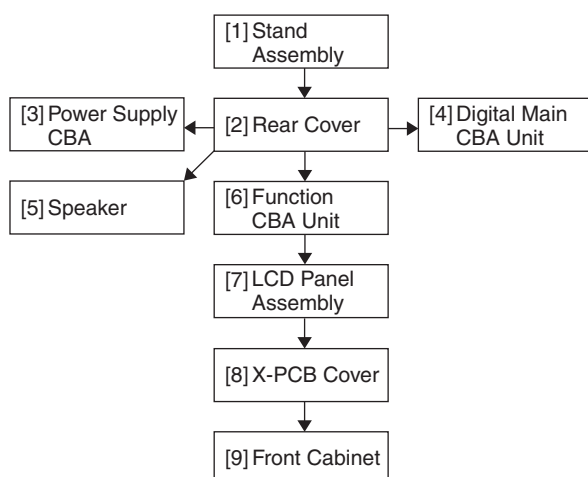 [1] Stand
Assembly
[3] Power Supply
CBA
[2] Rear Cover
[4] Digital Main
CBA Unit
[5] Speaker
[6] Function
CBA Unit
[7] LCD Panel
Assembly
[8] X-PCB Cover
[9] Front Cabinet